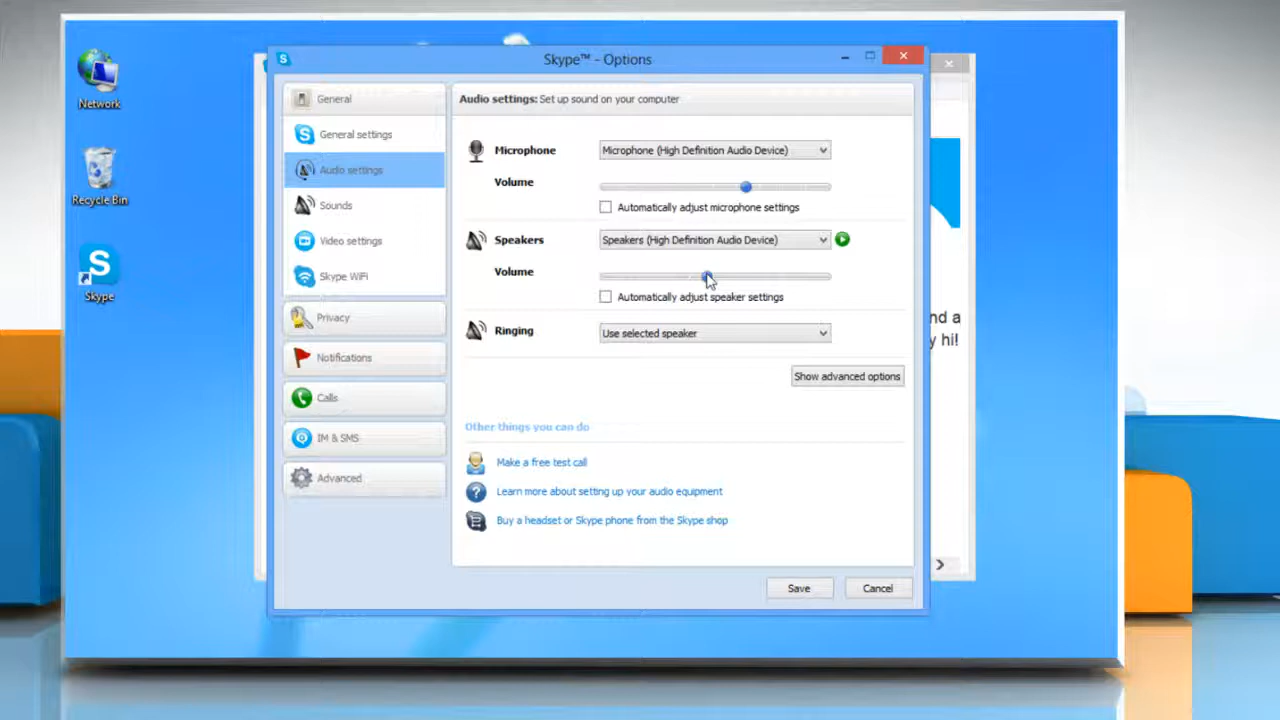 Network
Recycle Bin
S
Skype
S
Skype™ - Options
General
S
General settings
Audio settings
Sounds
Video settings
Skype WiFi
Privacy
Notifications
Calls
IM & SMS
Advanced
Audio settings: Set up sound on your computer
Microphone
Microphone (High Definition Audio Device)
Volume
Automatically adjust microphone settings
Speakers
Speakers (High Definition Audio Device)
Volume
Automatically adjust speaker settings
Ringing
Use selected speaker
Show advanced options
Other things you can do
Make a free test call
? Learn more about setting up your audio equipment
Buy a headset or Skype phone from the Skype shop
Save
Cancel
nd a
y hi!